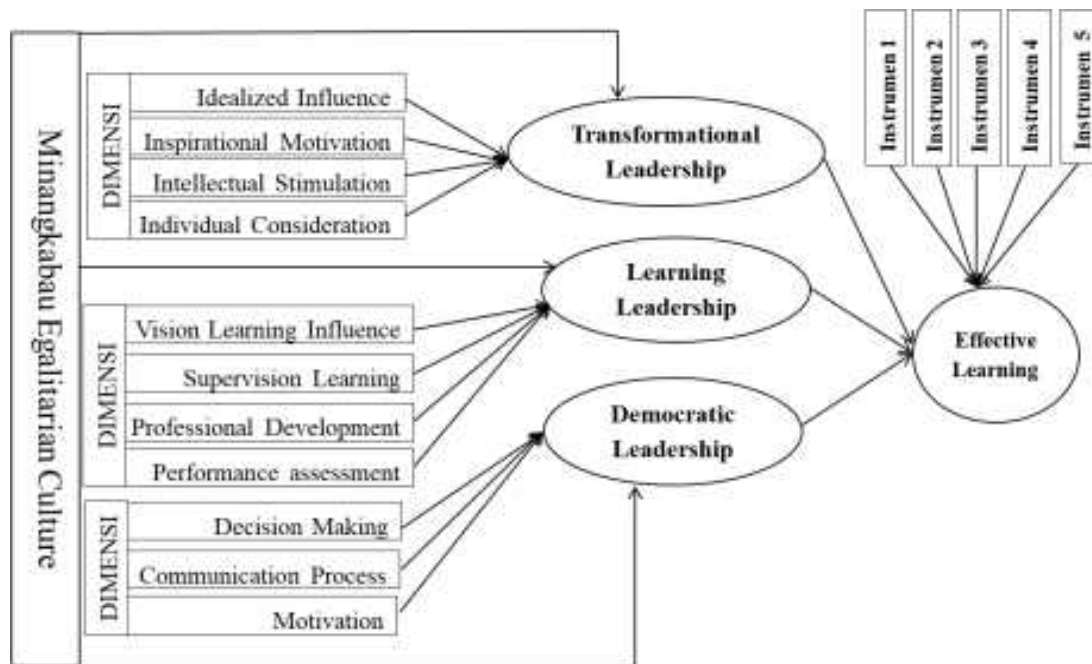 Minangkabau Egalitarian Culture
DIMENSI
Idealized Influence
Inspirational Motivation
Intellectual Stimulation
Individual Consideration
DIMENSI
Vision Learning Influence
Supervision Learning
Professional Development
Performance assessment
DIMENSI
Decision Making
Communication Process
Motivation
Transformational
Leadership
Learning
Leadership
Democratic
Leadership
Instrumen 1
Instrumen 2
Instrumen 3
Instrumen 4
Instrumen 5
Effective
Learning